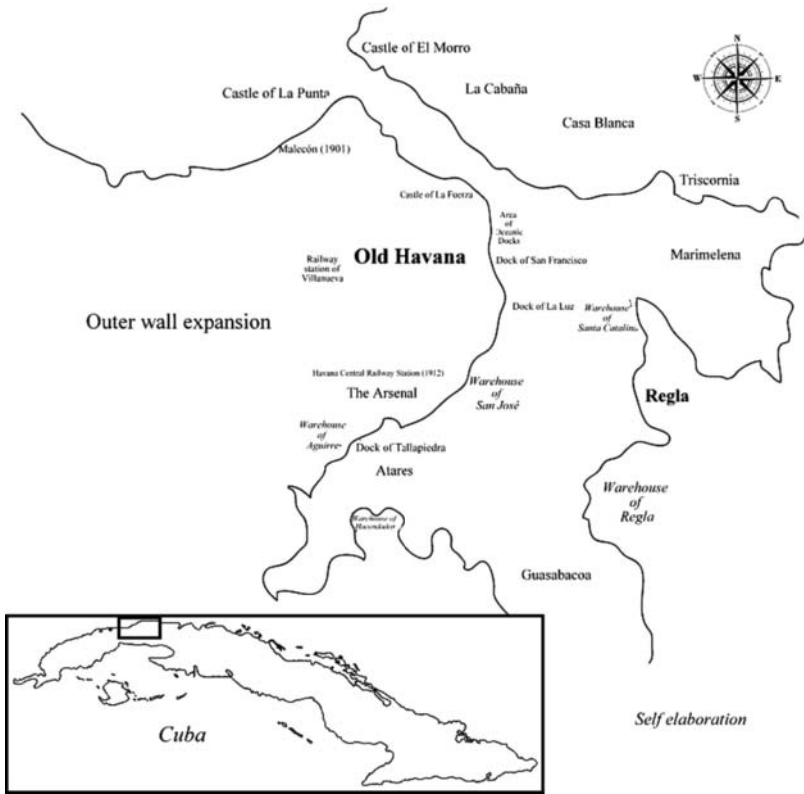 Castle of El Morro
N
W
E
S
La Cabaña
Castle of La Punta
Casa Blanca
Malecón (1901)
Triscornia
Castle of La Fuerza
Area
of
Oceanic
Docks
Old Havana
Dock of San Francisco
Marimelena
Railway
station of
Villanueva
Outer wall expansion
Dock of La Luz
Warehouse
of
Santa Catalina
Havana Central Railway Station (1912)
The Arsenal
Warehouse
of
San José
Regla
Warehouse
of
Aguirre
Dock of Tallapiedra
Atares
Warehouse
of
Regla
Warehouse of
Guasabacoa
Cuba
Self elaboration